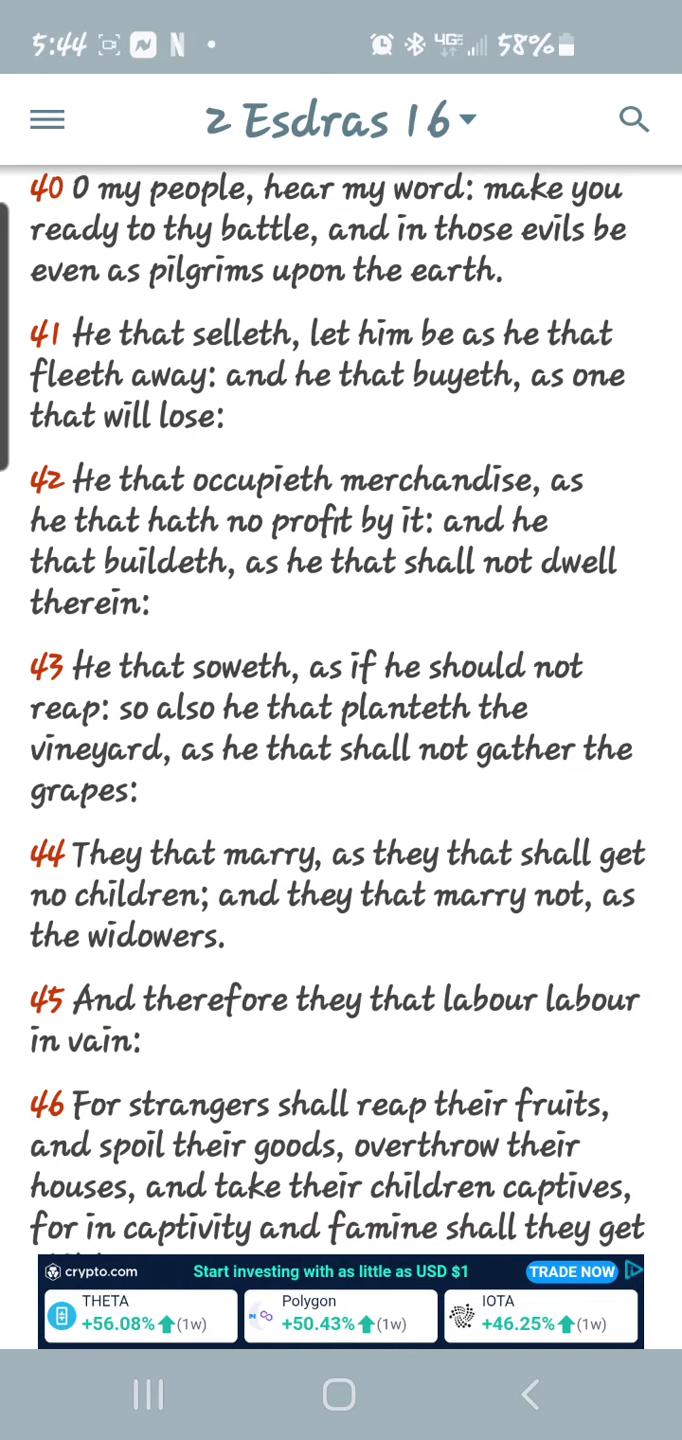 5:44 N 4GE 58%
2 Esdras 16
40 O my people, hear my word: make you
ready to thy battle, and in those evils be
even as pilgrims upon the earth.
41 He that selleth, let him be as he that
fleeth away: and he that buyeth, as one
that will lose:
42 He that occupieth merchandise, as
he that hath no profit by it: and he
that buildeth, as he that shall not dwell
therein:
43 He that soweth, as if he should not
reap: so also he that planteth the
vineyard, as he that shall not gather the
grapes:
44 They that marry, as they that shall get
no children; and they that marry not, as
the widowers.
45 And therefore they that labour labour
in vain:
46 For strangers shall reap their fruits,
and spoil their goods, overthrow their
houses, and take their children captives,
for in captivity and famine shall they get
crypto.com Start investing with as little as USD $1 TRADE NOW
THETA Polygon IOTA
+56.08% (1w) +50.43% (1w) +46.25% (1w)